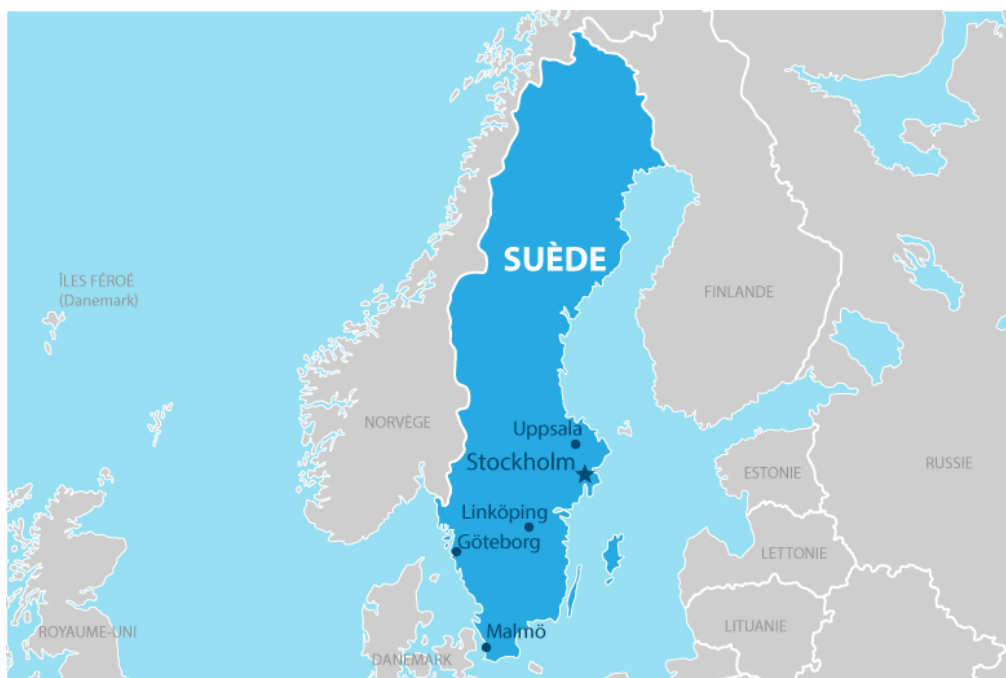 SUÈDE
ÎLES FÉROÉ
(Danemark)
FINLANDE
NORVÈGE
Uppsala
Stockholm
ESTONIE
RUSSIE
Linköping
Göteborg
LETTONIE
LITUANIE
ROYAUME-UNI
Malmö
DANEMARK